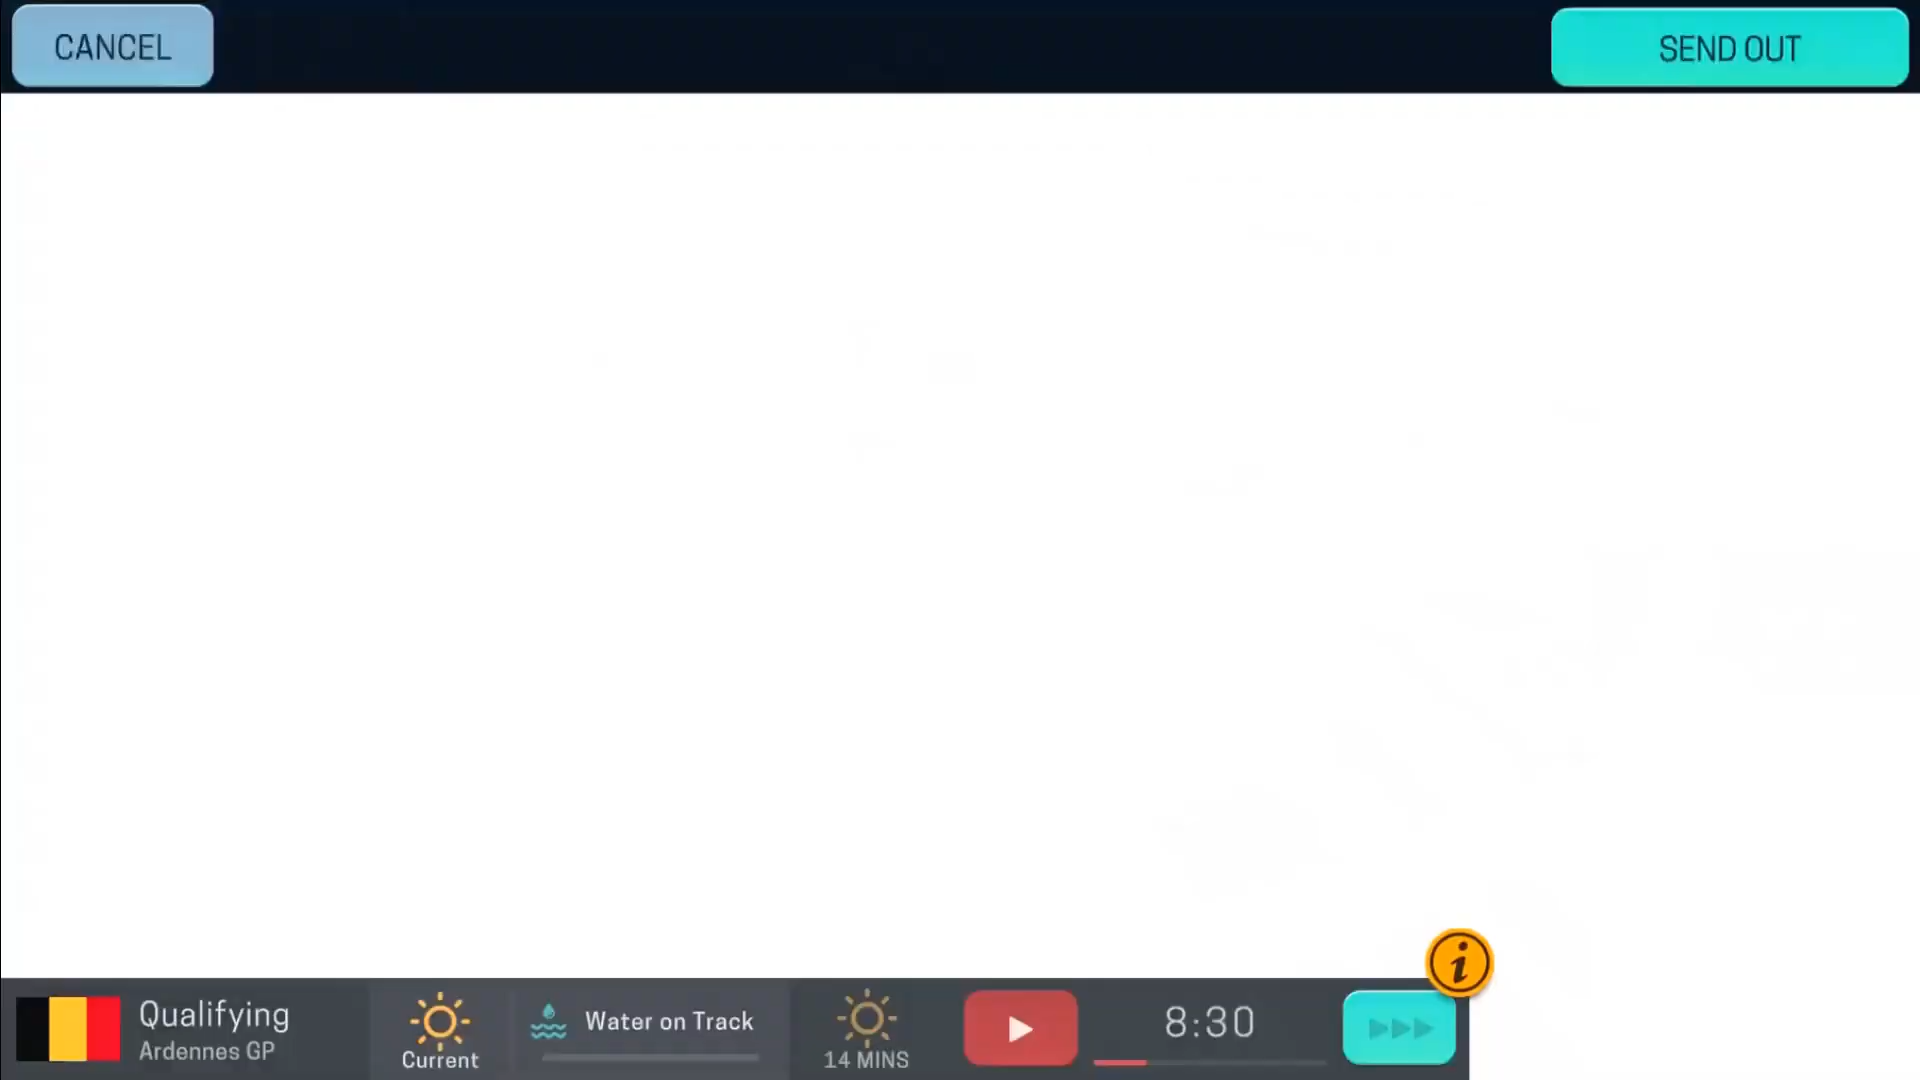 CANCEL
SEND OUT
Qualifying
Ardennes GP
Current
Water on Track
14 MINS
8:30
i